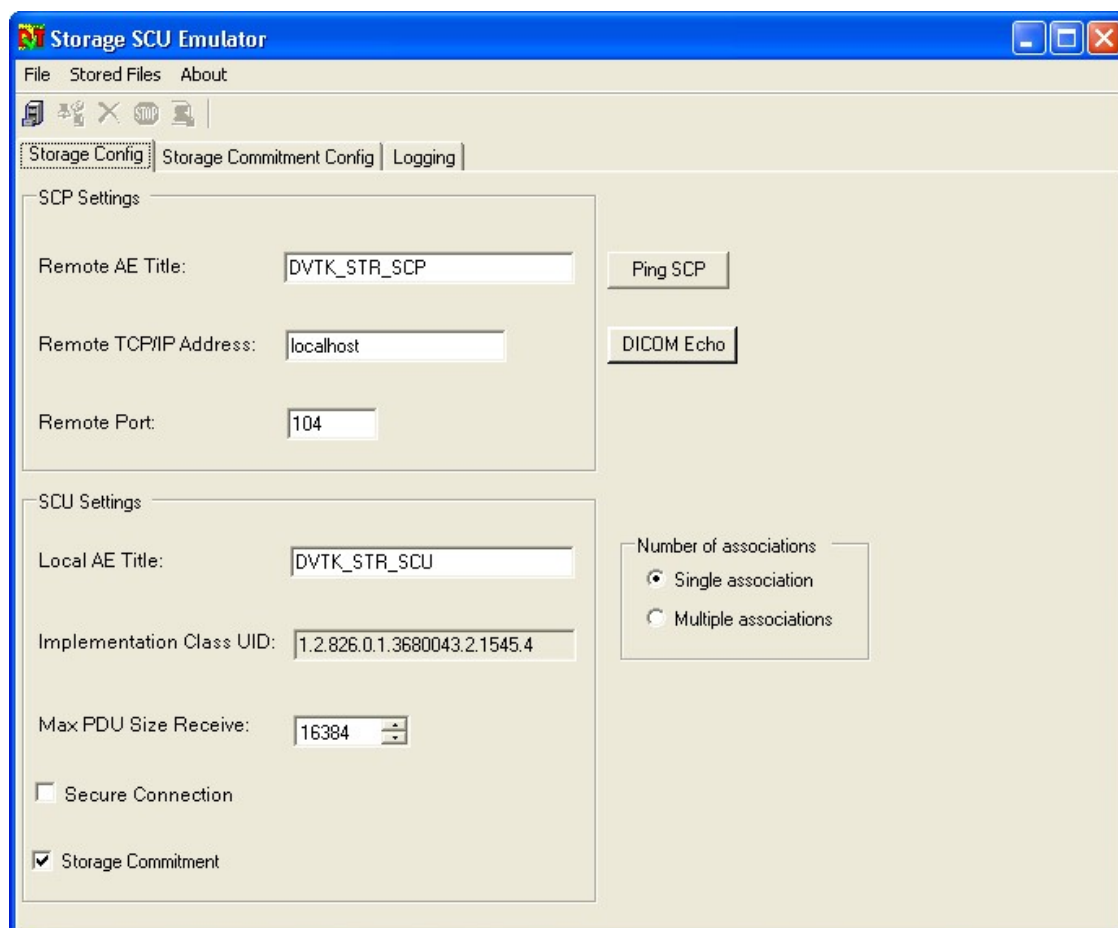 Storage SCU Emulator
File Stored Files About
STOP
Storage Config Storage Commitment Config Logging
SCP Settings
Remote AE Title: DVTK_STR_SCP Ping SCP
Remote TCP/IP Address: localhost DICOM Echo
Remote Port: 104
SCU Settings
Local AE Title: DVTK_STR_SCU
Number of associations
Single association
Implementation Class UID: 1.2.826.0.1.3680043.2.1545.4
Multiple associations
Max PDU Size Receive: 16384
Secure Connection
Storage Commitment